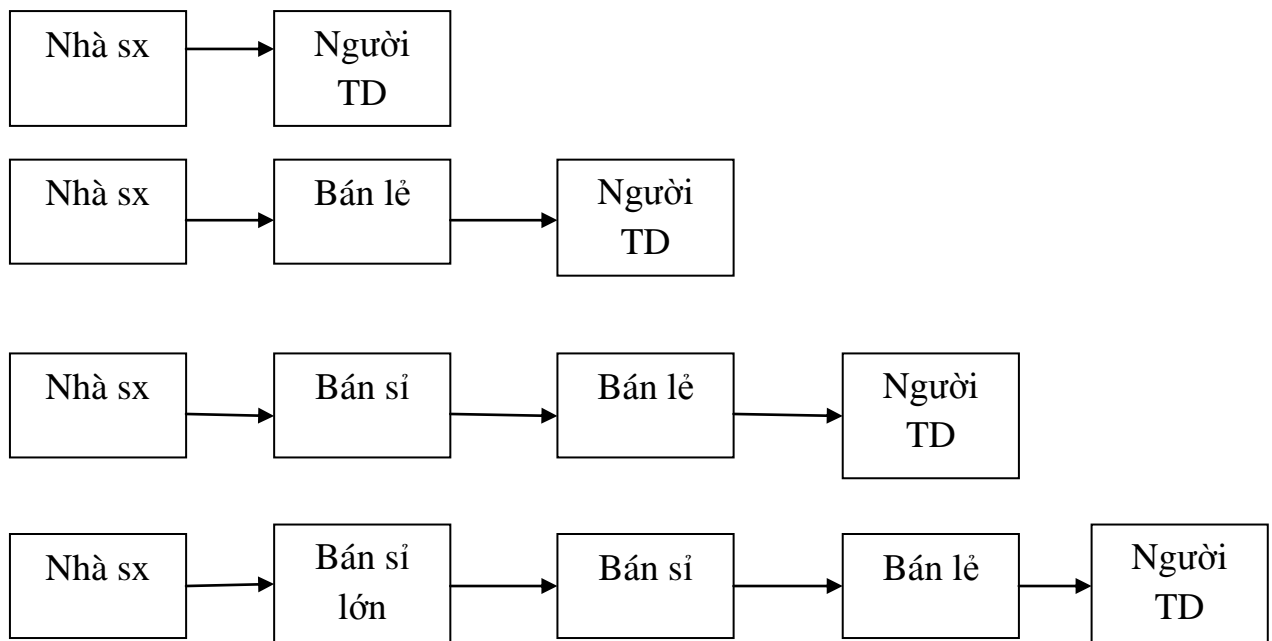 Nhà sx
Người
TD
Nhà sx
Bán lẻ
Người
TD
Nhà sx
Bán sỉ
Bán lẻ
Người
TD
Nhà sx
Bán sỉ
lớn
Bán sỉ
Bán lẻ
Người
TD